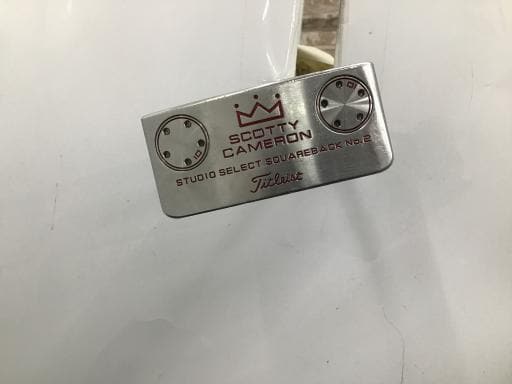 SCOTTY
CAMERON
STUDIO SELECT SQUAREBACK No.2
Titleist